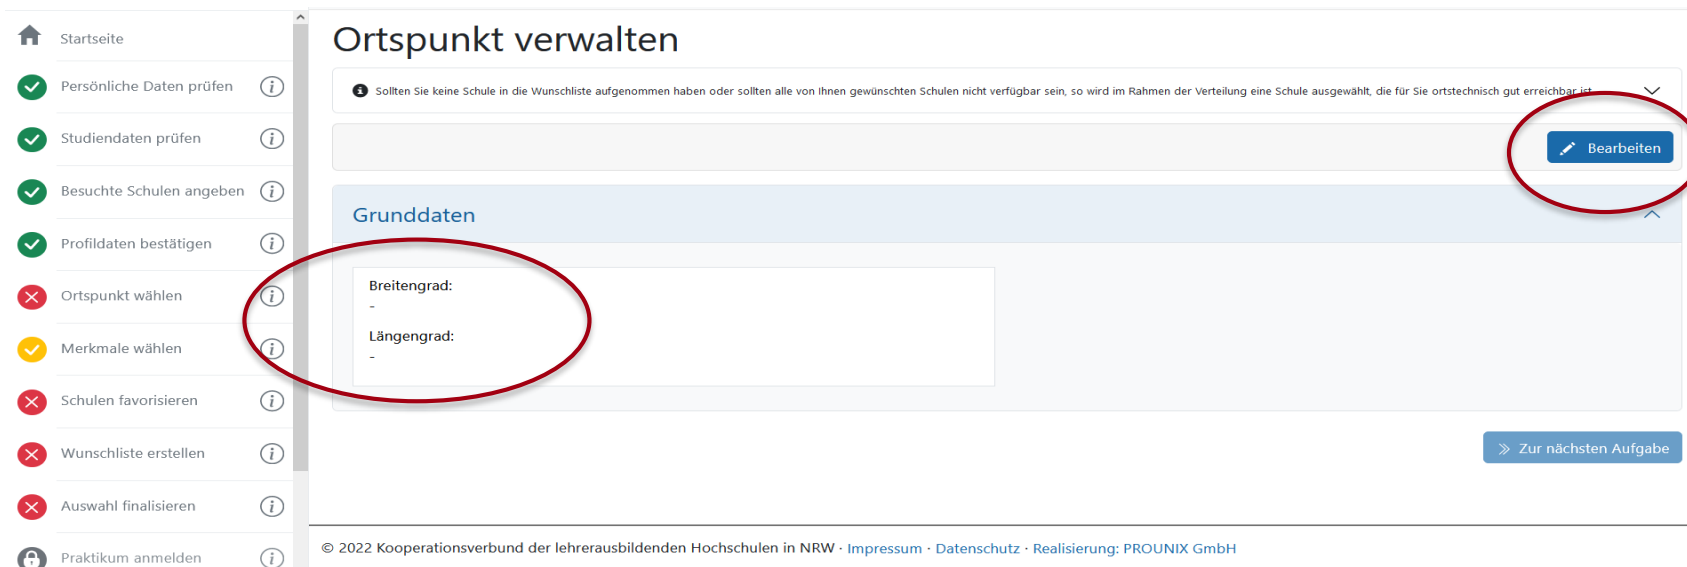 Startseite
Persönliche Daten prüfen
Studiendaten prüfen
Besuchte Schulen angeben
Profildaten bestätigen
Ortspunkt wählen
Merkmale wählen
Schulen favorisieren
Wunschliste erstellen
Auswahl finalisieren
Praktikum anmelden
Ortspunkt verwalten
Sollten Sie keine Schule in die Wunschliste aufgenommen haben oder sollten alle von Ihnen gewünschten Schulen nicht verfügbar sein, so wird im Rahmen der Verteilung eine Schule ausgewählt, die für Sie ortstechnisch gut erreichbar ist.
Bearbeiten
Grunddaten
Breitengrad:
-
Längengrad:
-
Zur nächsten Aufgabe
© 2022 Kooperationsverbund der lehrerausbildenden Hochschulen in NRW · Impressum · Datenschutz · Realisierung: PROUNIX GmbH